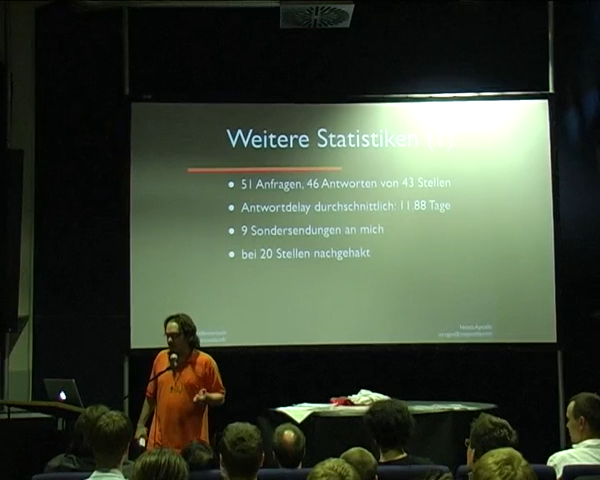 Weitere Statistiken
51 Anfragen, 46 Antworten von 43 Stellen
Antwortdelay durchschnittlich: 11.88 Tage
9 Sondersendungen an mich
bei 20 Stellen nachgehakt